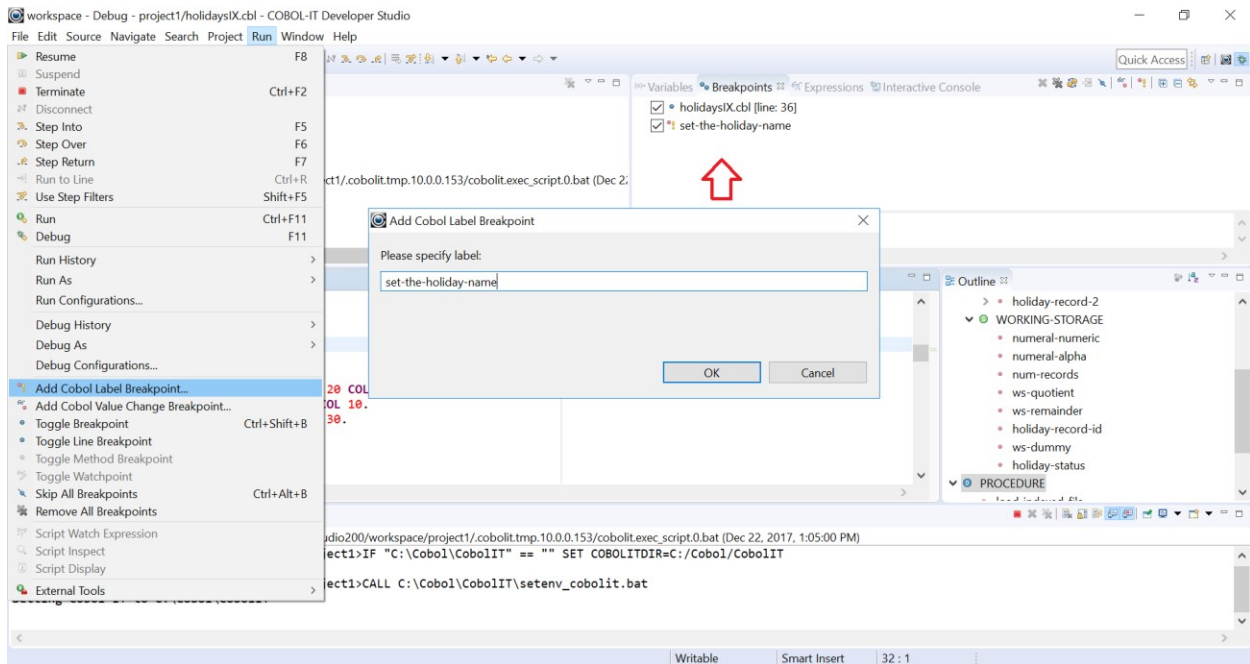 workspace - Debug - project1/holidaysIX.cbl - COBOL-IT Developer Studio
File Edit Source Navigate Search Project Run Window Help
Quick Access
Resume F8
Suspend
Terminate Ctrl+F2
Disconnect
Step Into F5
Step Over F6
Step Return F7
Run to Line Ctrl+R
Use Step Filters Shift+F5
Run Ctrl+F11
Debug F11
Run History
Run As
Run Configurations...
Debug History
Debug As
Debug Configurations...
Add Cobol Label Breakpoint...
Add Cobol Value Change Breakpoint...
Toggle Breakpoint Ctrl+Shift+B
Toggle Line Breakpoint
Toggle Method Breakpoint
Toggle Watchpoint
Skip All Breakpoints Ctrl+Alt+B
Remove All Breakpoints
Script Watch Expression
Script Inspect
Script Display
External Tools
Variables Breakpoints Expressions Interactive Console
holidaysIX.cbl [line: 36]
set-the-holiday-name
ct1/.cobolit.tmp.10.0.0.153/cobolit.exec_script.0.bat (Dec 22
Add Cobol Label Breakpoint
Please specify label:
set-the-holiday-name
OK Cancel
20 COL
OL 10.
30.
Outline
holiday-record-2
WORKING-STORAGE
numeral-numeric
numeral-alpha
num-records
ws-quotient
ws-remainder
holiday-record-id
ws-dummy
holiday-status
PROCEDURE
load-indexed-file
udio200/workspace/project1/.cobolit.tmp.10.0.0.153/cobolit.exec_script.0.bat (Dec 22, 2017, 1:05:00 PM)
ject1>IF "C:\Cobol\CobolIT" == "" SET COBOLITDIR=C:/Cobol/CobolIT
ject1>CALL C:\Cobol\CobolIT\setenv_cobolit.bat
Writable Smart Insert 32 : 1